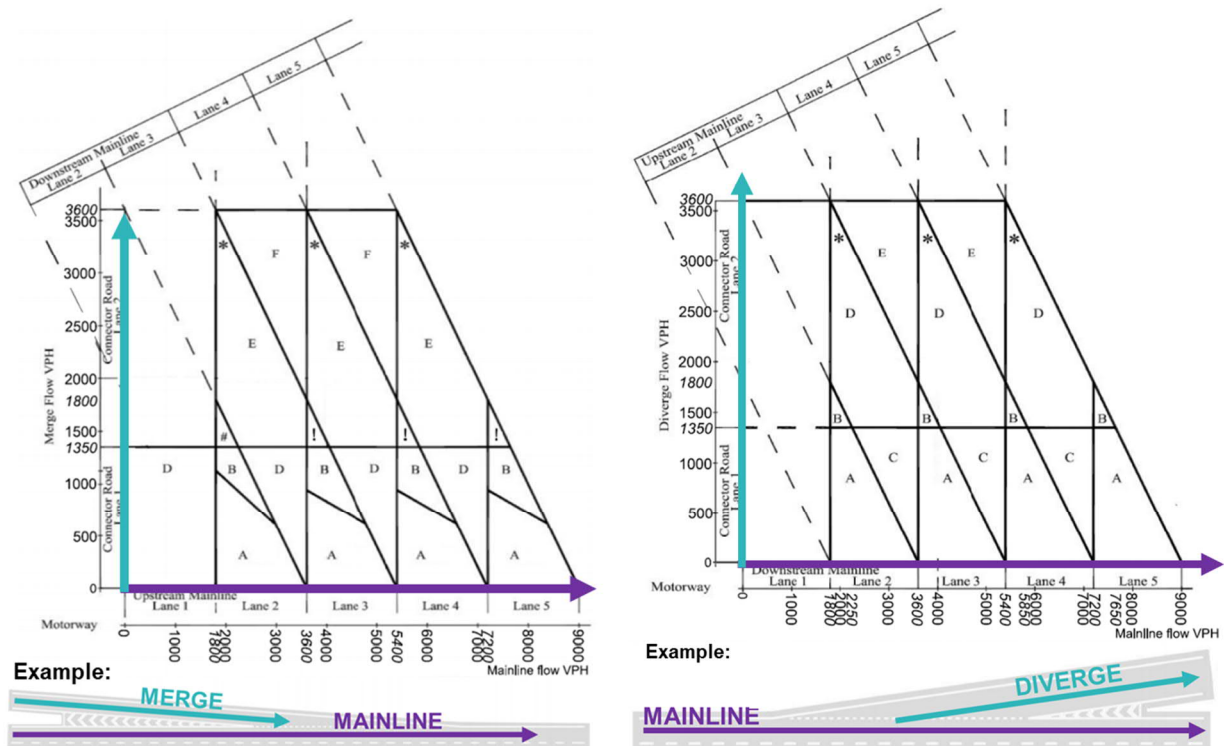 Downstream Mainline
Lane 2
Lane 3
Lane 4
Lane 5
Merge Flow VPH
Connector Road
Lane 2
Connector Road
Lane 1
3600
3500
3000
2500
2000
1800
1500
1350
1000
500
0
* * *
F F
E E E
# ! ! !
D B D B D B D B
A A A A
Upstream Mainline
Lane 1 Lane 2 Lane 3 Lane 4 Lane 5
Motorway
0 1000 1800 2000 3000 3600 4000 5000 5400 6000 7000 7200 8000 9000
Mainline flow VPH
Example:
MERGE
MAINLINE
Upstream Mainline
Lane 2
Lane 3
Lane 4
Lane 5
Diverge Flow VPH
Connector Road
Lane 2
Connector Road
Lane 1
3600
3500
3000
2500
2000
1800
1500
1350
1000
500
0
* * *
E E
D D D
B B B B
C C C
A A A A
Downstream Mainline
Lane 1 Lane 2 Lane 3 Lane 4 Lane 5
Motorway
0 1000 1800 2000 2250 3000 3600 4000 5000 5400 5850 6000 7000 7200 7650 8000 9000
Mainline flow VPH
Example:
DIVERGE
MAINLINE